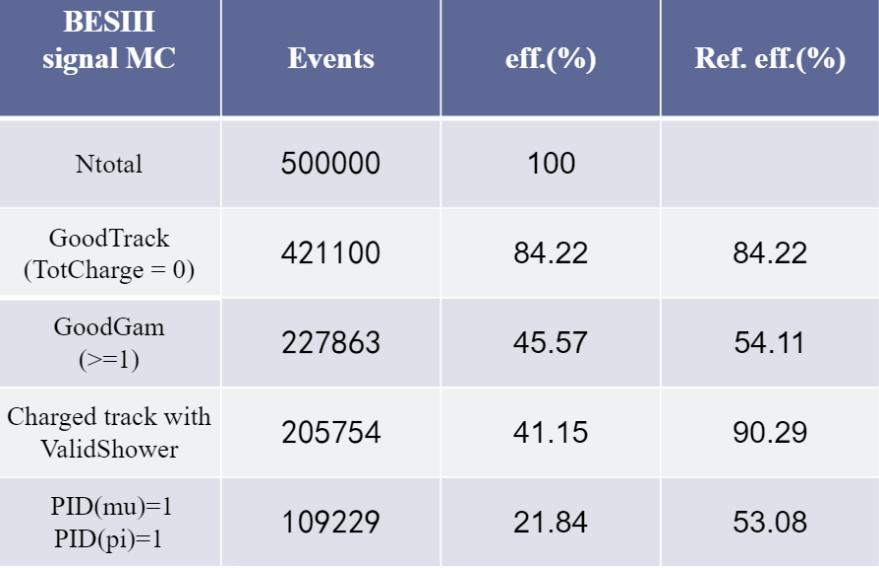 BESIII
signal MC
Events
eff.(%)
Ref. eff.(%)
Ntotal
500000
100
GoodTrack
(TotCharge = 0)
421100
84.22
84.22
GoodGam
(>=1)
227863
45.57
54.11
Charged track with
ValidShower
205754
41.15
90.29
PID(mu)=1
PID(pi)=1
109229
21.84
53.08